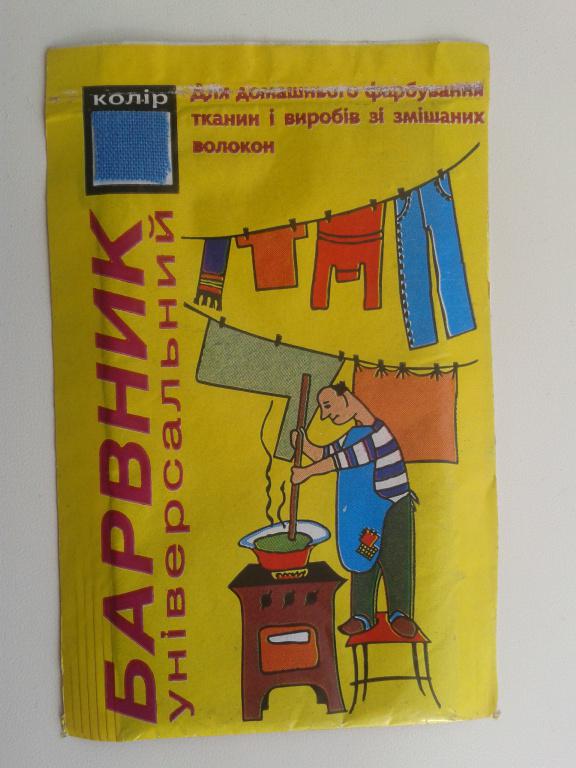 колір
Для домашнього фарбування
тканин і виробів зі змішаних
волокон
БАРВНИК
універсальний